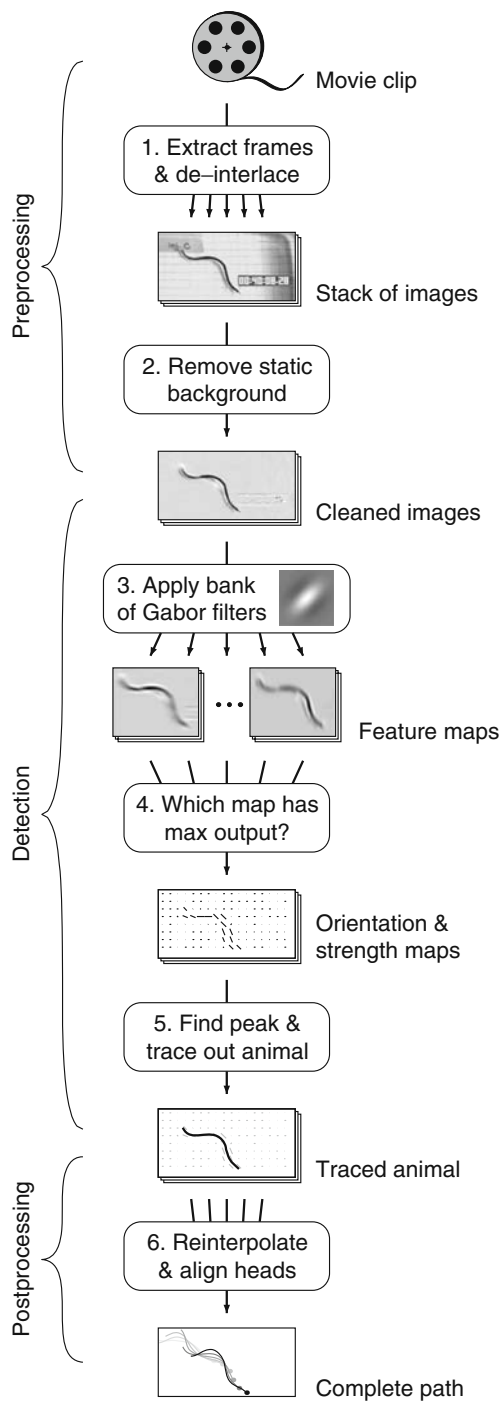 Movie clip
1. Extract frames
& de–interlace
Preprocessing
Stack of images
2. Remove static
background
Cleaned images
3. Apply bank
of Gabor filters
Feature maps
Detection
4. Which map has
max output?
Orientation &
strength maps
5. Find peak &
trace out animal
Traced animal
Postprocessing
6. Reinterpolate
& align heads
Complete path